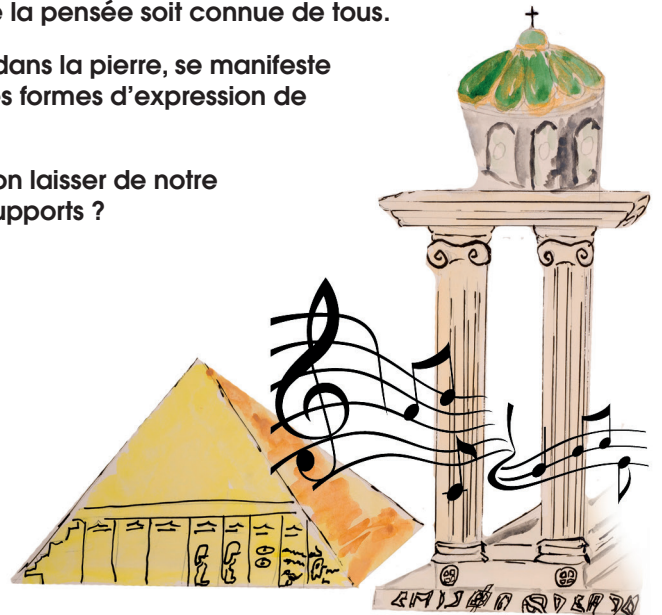 la pensée soit connue de tous.
dans la pierre, se manifeste
formes d'expression de
on laisser de notre
upports ?